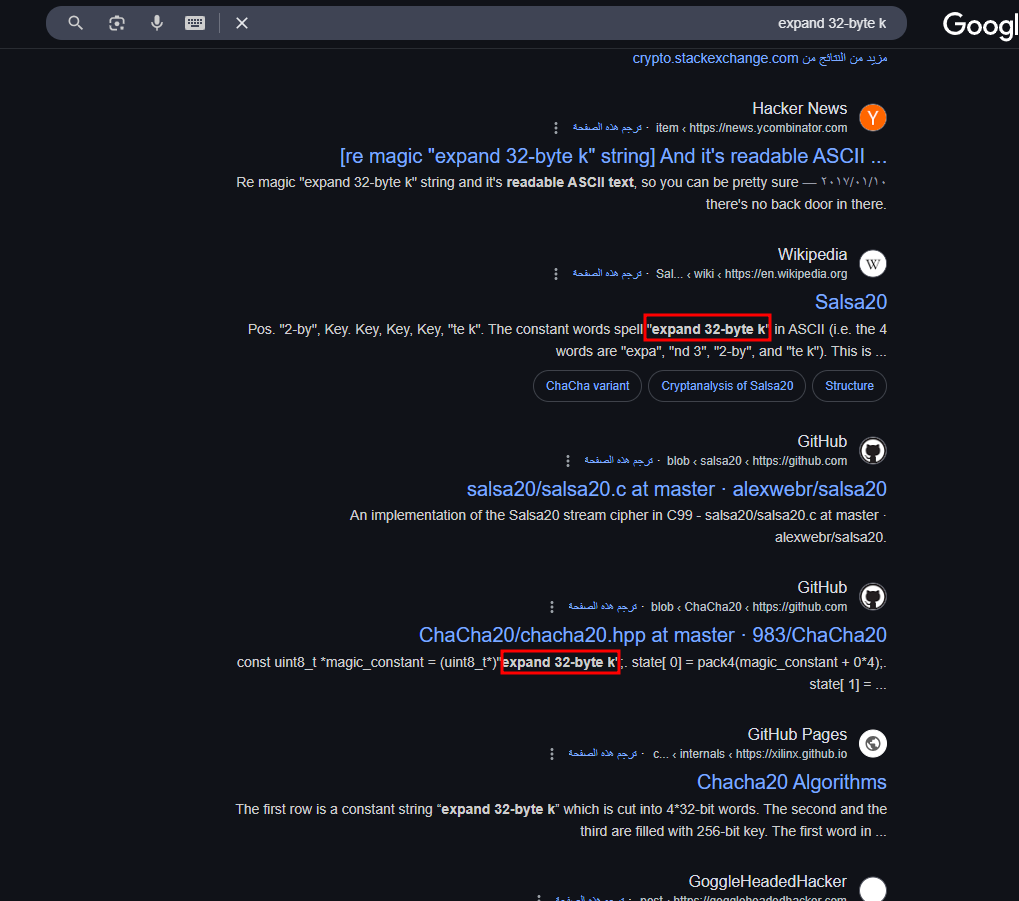 expand 32-byte k
Googl
مزيد من النتائج من crypto.stackexchange.com
Hacker News
https://news.ycombinator.com › item · ترجم هذه الصفحة
[re magic "expand 32-byte k" string] And it's readable ASCII ...
٢٠١٧/٠١/١٠ — Re magic "expand 32-byte k" string and it's readable ASCII text, so you can be pretty sure
there's no back door in there.
Wikipedia
https://en.wikipedia.org › wiki › Sal... · ترجم هذه الصفحة
Salsa20
Pos. "2-by", Key. Key, Key, Key, "te k". The constant words spell "expand 32-byte k" in ASCII (i.e. the 4
words are "expa", "nd 3", "2-by", and "te k"). This is ...
ChaCha variant
Cryptanalysis of Salsa20
Structure
GitHub
https://github.com › salsa20 › blob · ترجم هذه الصفحة
salsa20/salsa20.c at master · alexwebr/salsa20
An implementation of the Salsa20 stream cipher in C99 - salsa20/salsa20.c at master ·
alexwebr/salsa20.
GitHub
https://github.com › ChaCha20 › blob · ترجم هذه الصفحة
ChaCha20/chacha20.hpp at master · 983/ChaCha20
const uint8_t *magic_constant = (uint8_t*)"expand 32-byte k";. state[ 0] = pack4(magic_constant + 0*4);.
state[ 1] = ...
GitHub Pages
https://xilinx.github.io › internals › c... · ترجم هذه الصفحة
Chacha20 Algorithms
The first row is a constant string “expand 32-byte k” which is cut into 4*32-bit words. The second and the
third are filled with 256-bit key. The first word in ...
GoggleHeadedHacker
https://goggleheadedhacker.com › post · ترجم هذه الصفحة